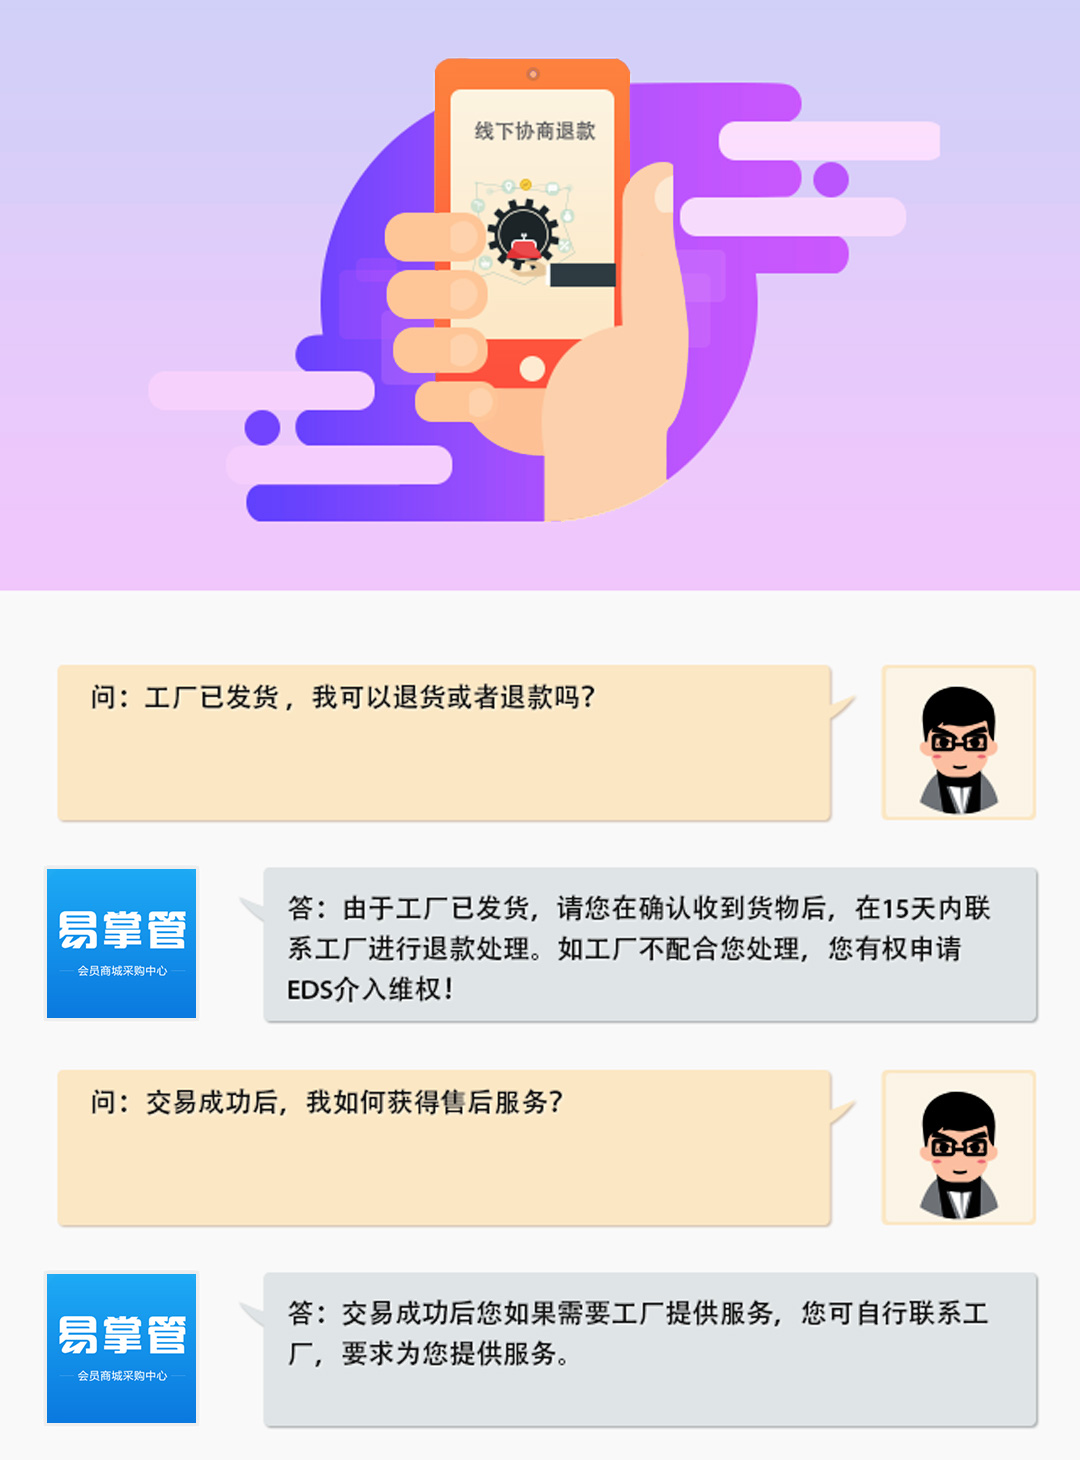 线下协商退款
问：工厂已发货，我可以退货或者退款吗？
易掌管
会员商城采购中心
答：由于工厂已发货，请您在确认收到货物后，在15天内联
系工厂进行退款处理。如工厂不配合您处理，您有权申请
EDS介入维权！
问：交易成功后，我如何获得售后服务？
易掌管
会员商城采购中心
答：交易成功后您如果需要工厂提供服务，您可自行联系工
厂，要求为您提供服务。